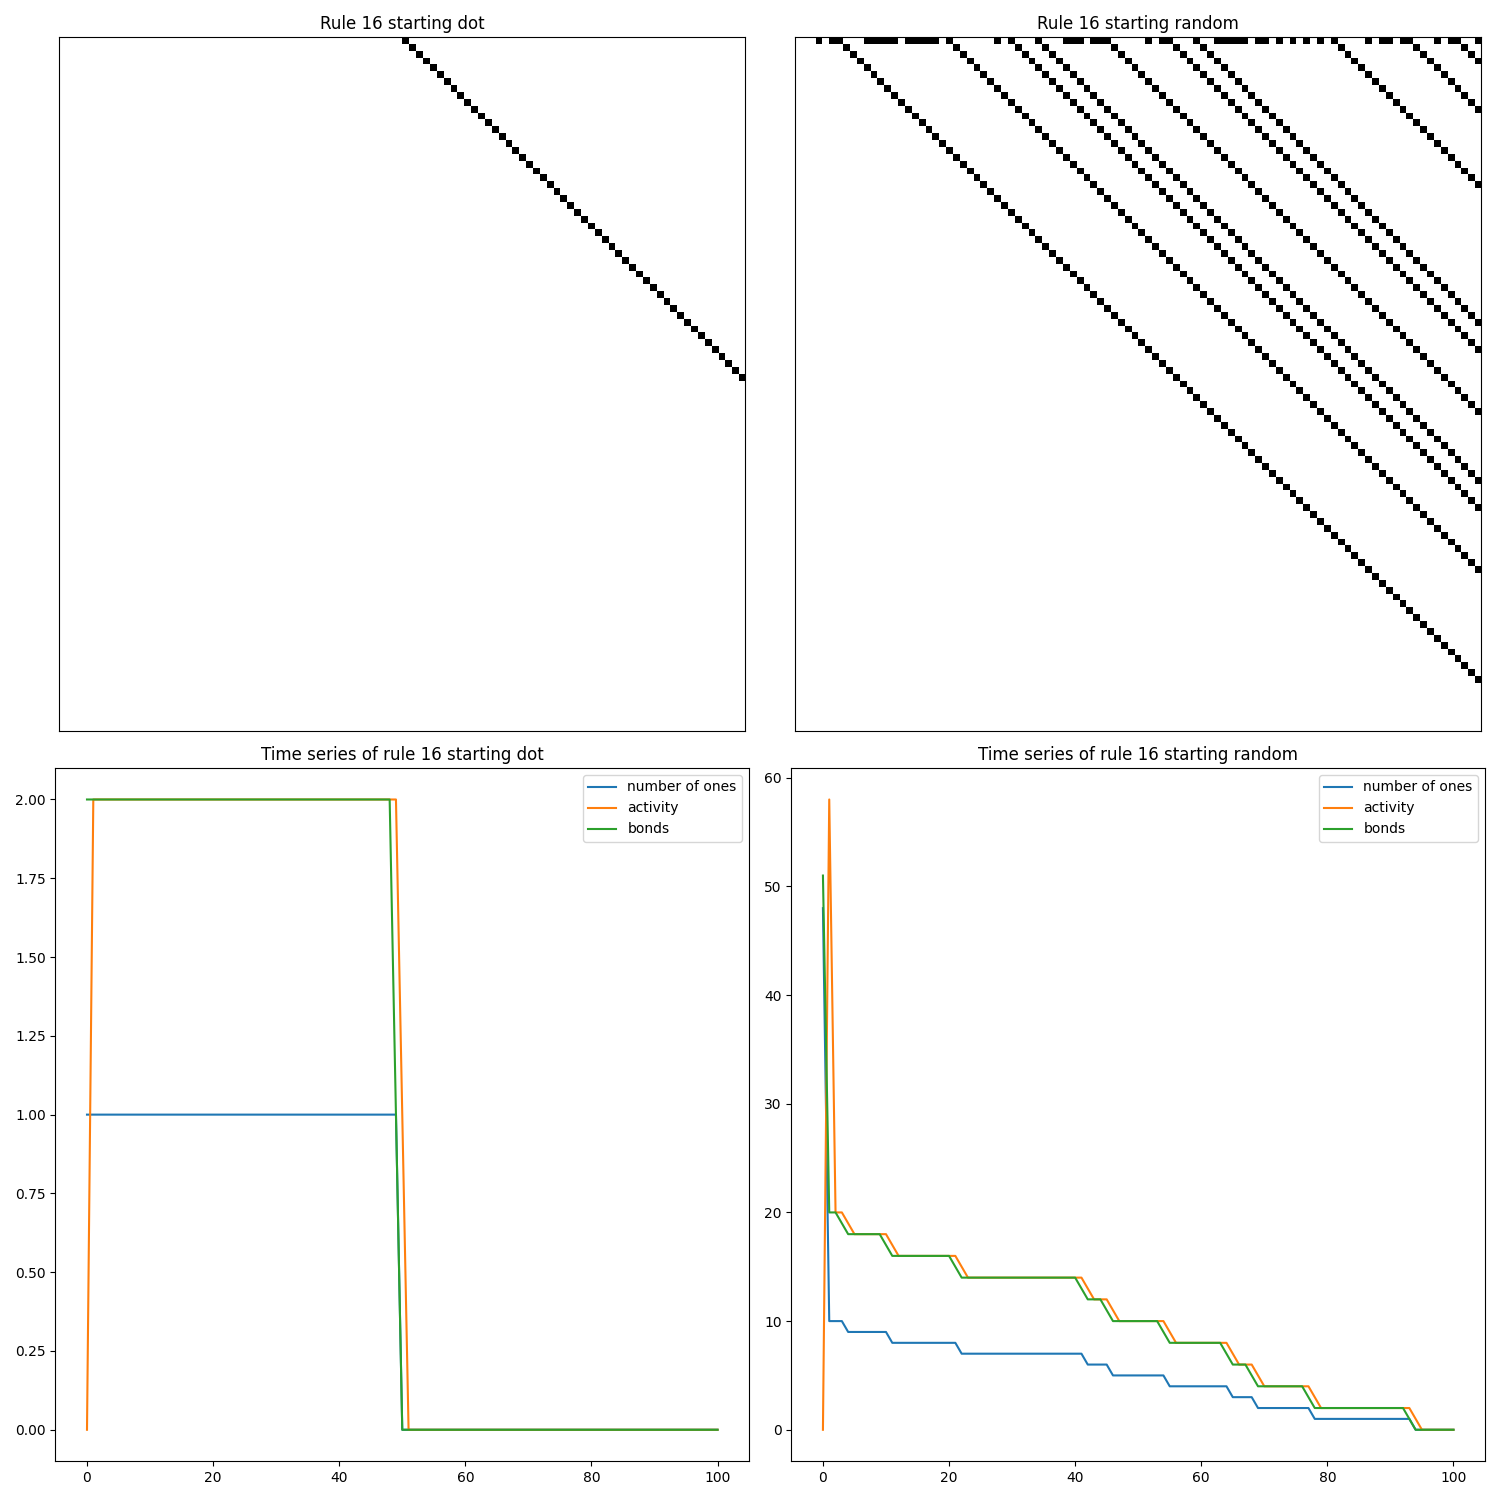 Rule 16 starting dot
Rule 16 starting random
Time series of rule 16 starting dot
2.00
1.75
1.50
1.25
1.00
0.75
0.50
0.25
0.00
0
20
40
60
80
100
number of ones
activity
bonds
Time series of rule 16 starting random
60
50
40
30
20
10
0
0
20
40
60
80
100
number of ones
activity
bonds